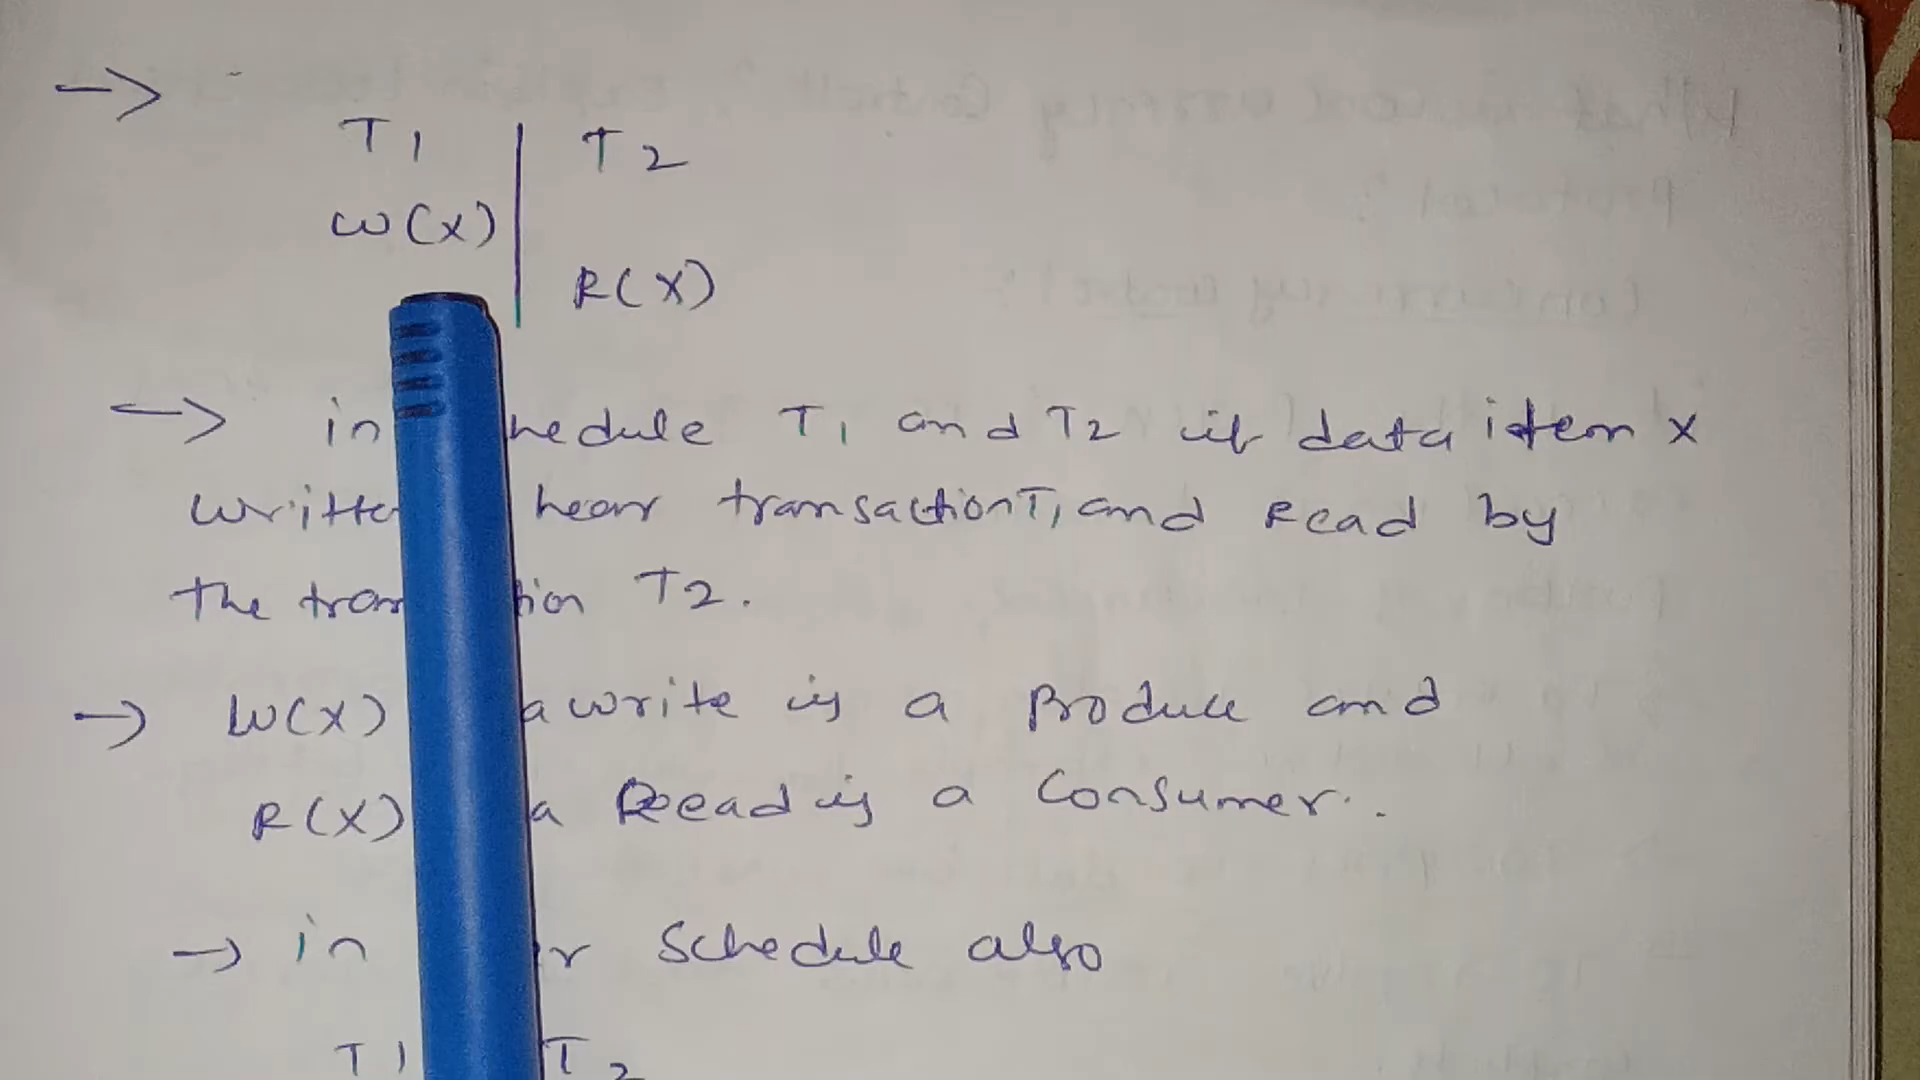 →
T1 | T2
W(X)
R(X)
→ in hedule T1 and T2 if data item X
writte hear transaction T1 and Read by
the tran tion T2.
→ W(X) a write is a Produce and
R(X) a Read is a Consumer.
→ in r Schedule also
T1 T2